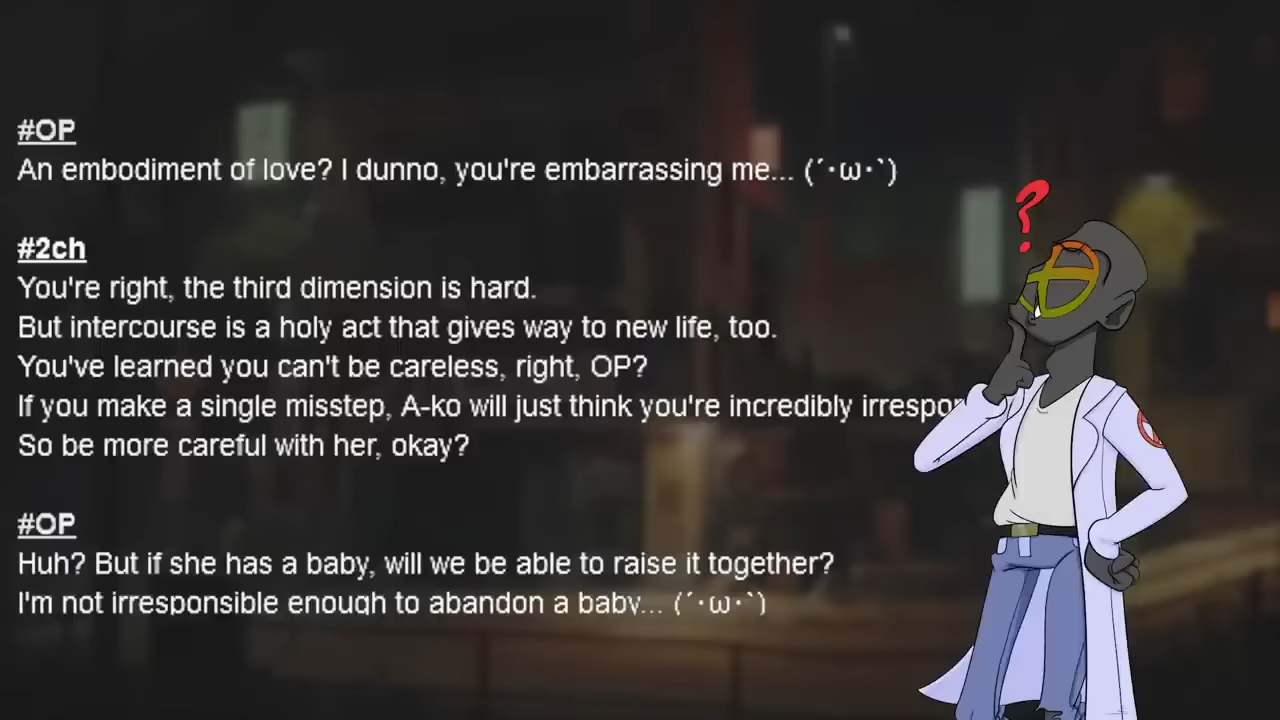 #OP
An embodiment of love? I dunno, you're embarrassing me... (´･ω･`)
#2ch
You're right, the third dimension is hard.
But intercourse is a holy act that gives way to new life, too.
You've learned you can't be careless, right, OP?
If you make a single misstep, A-ko will just think you're incredibly
So be more careful with her, okay?
#OP
Huh? But if she has a baby, will we be able to raise it together?
I'm not irresponsible enough to abandon a baby... (´･ω･`)
?